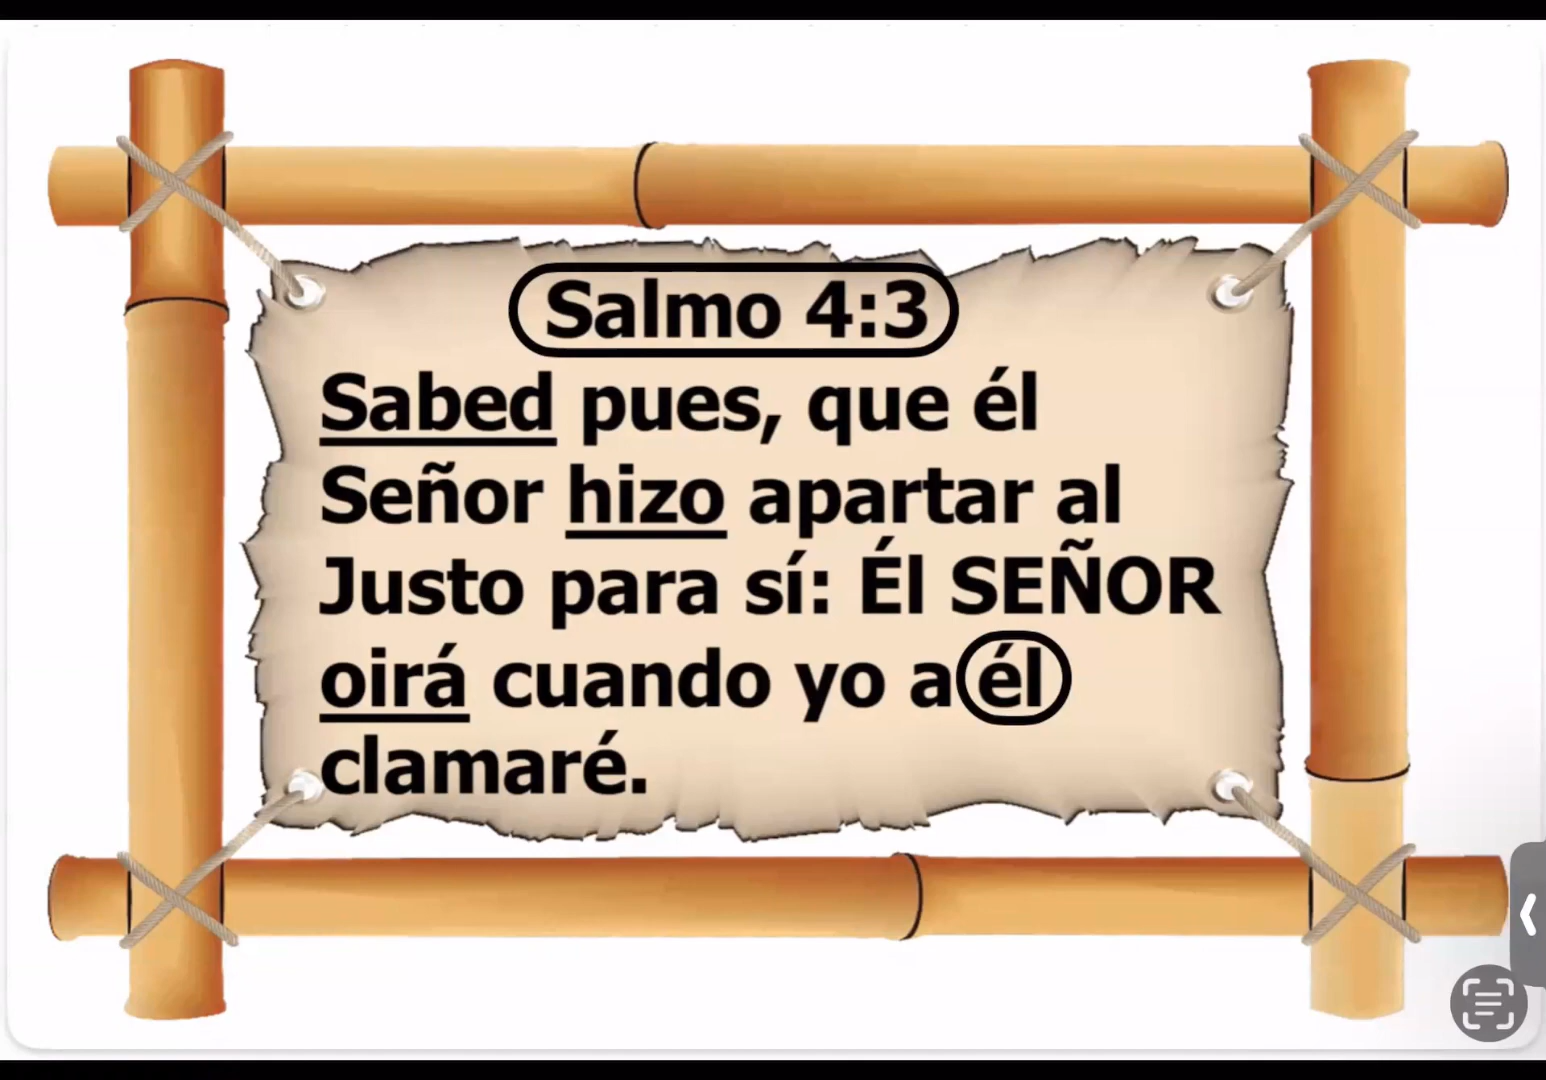 Salmo 4:3
Sabed pues, que él
Señor hizo apartar al
Justo para sí: Él SEÑOR
oirá cuando yo a él
clamaré.